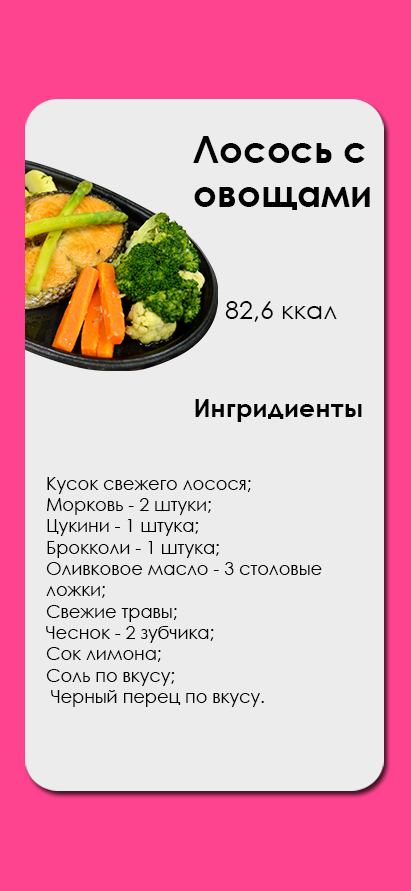 Лосось с
овощами
82,6 ккал
Ингридиенты
Кусок свежего лосося;
Морковь - 2 штуки;
Цукини - 1 штука;
Брокколи - 1 штука;
Оливковое масло - 3 столовые
ложки;
Свежие травы;
Чеснок - 2 зубчика;
Сок лимона;
Соль по вкусу;
Черный перец по вкусу.